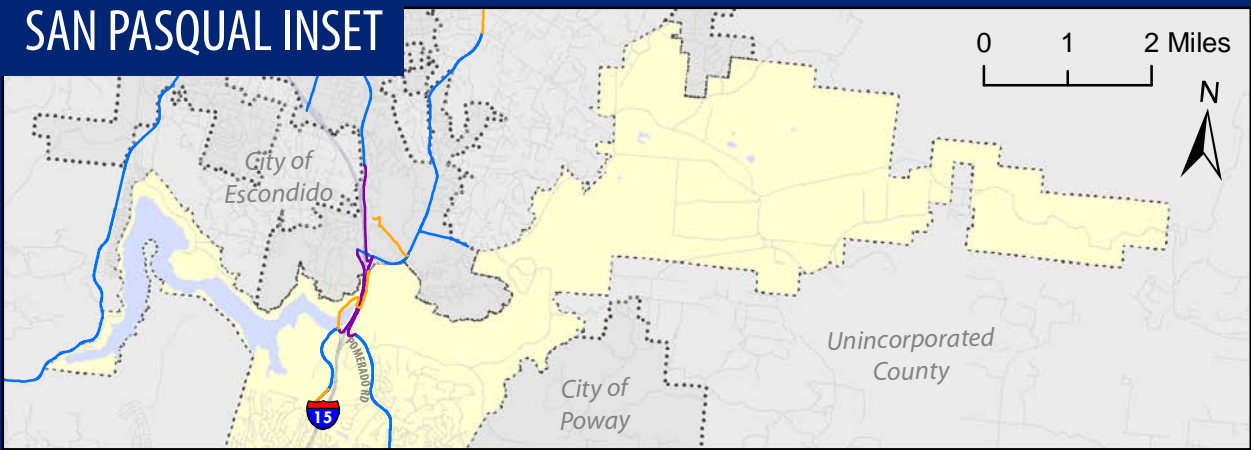 SAN PASQUAL INSET
0 1 2 Miles
N
City of
Escondido
POMERADO RD
15
City of
Poway
Unincorporated
County